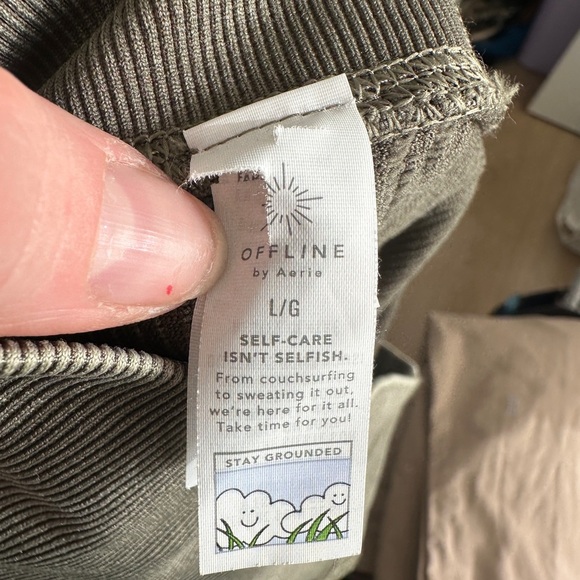 OFFLINE
by Aerie
L/G
SELF-CARE
ISN'T SELFISH.
From couchsurfing
to sweating it out,
we're here for it all.
Take time for you!
STAY GROUNDED